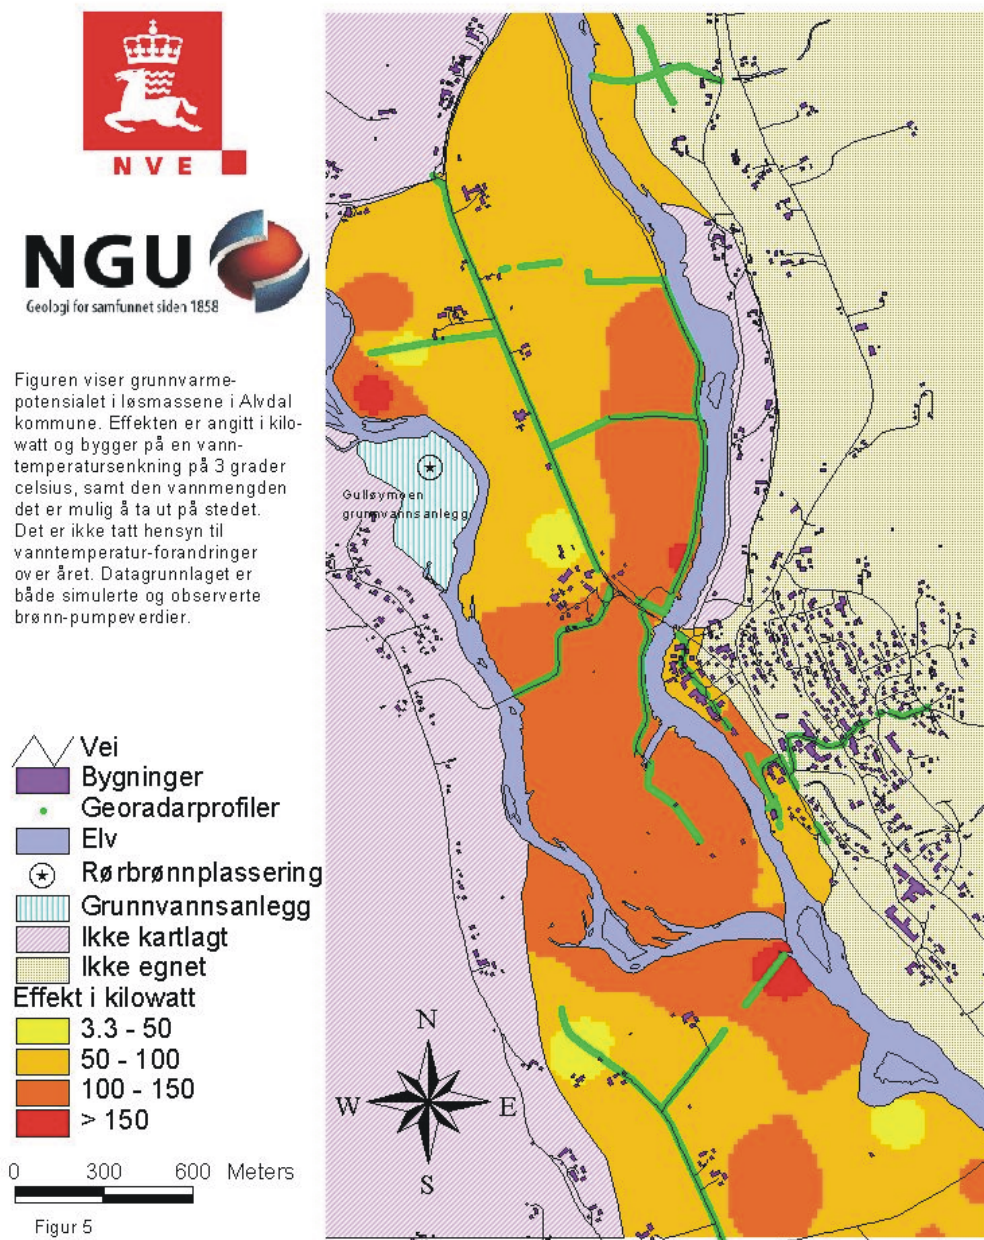 NVE
NGU
Geologi for samfunnet siden 1858
Figuren viser grunnvarme-
potensialet i løsmassene i Alvdal
kommune. Effekten er angitt i kilo-
watt og bygger på en vann-
temperatursenkning på 3 grader
celsius, samt den vannmengden
det er mulig å ta ut på stedet.
Det er ikke tatt hensyn til
vanntemperatur-forandringer
over året. Datagrunnlaget er
både simulerte og observerte
brønn-pumpeverdier.
Vei
Bygninger
Georadarprofiler
Elv
Rørbrønnplassering
Grunnvannsanlegg
Ikke kartlagt
Ikke egnet
Effekt i kilowatt
3.3 - 50
50 - 100
100 - 150
> 150
0 300 600 Meters
Figur 5
Gulløymoen
grunnvannsanlegg
N
W E
S